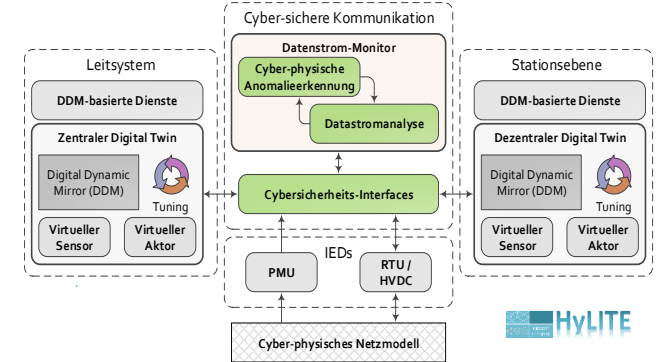 Cyber-sichere Kommunikation
Leitsystem
DDM-basierte Dienste
Zentraler Digital Twin
Digital Dynamic
Mirror (DDM)
Tuning
Virtueller
Sensor
Virtueller
Aktor
Datenstrom-Monitor
Cyber-physische
Anomalieerkennung
Datastromanalyse
Cybersicherheits-Interfaces
IEDs
PMU
RTU /
HVDC
Cyber-physisches Netzmodell
Stationsebene
DDM-basierte Dienste
Dezentraler Digital Twin
Digital Dynamic
Mirror (DDM)
Tuning
Virtueller
Sensor
Virtueller
Aktor
HyLITE